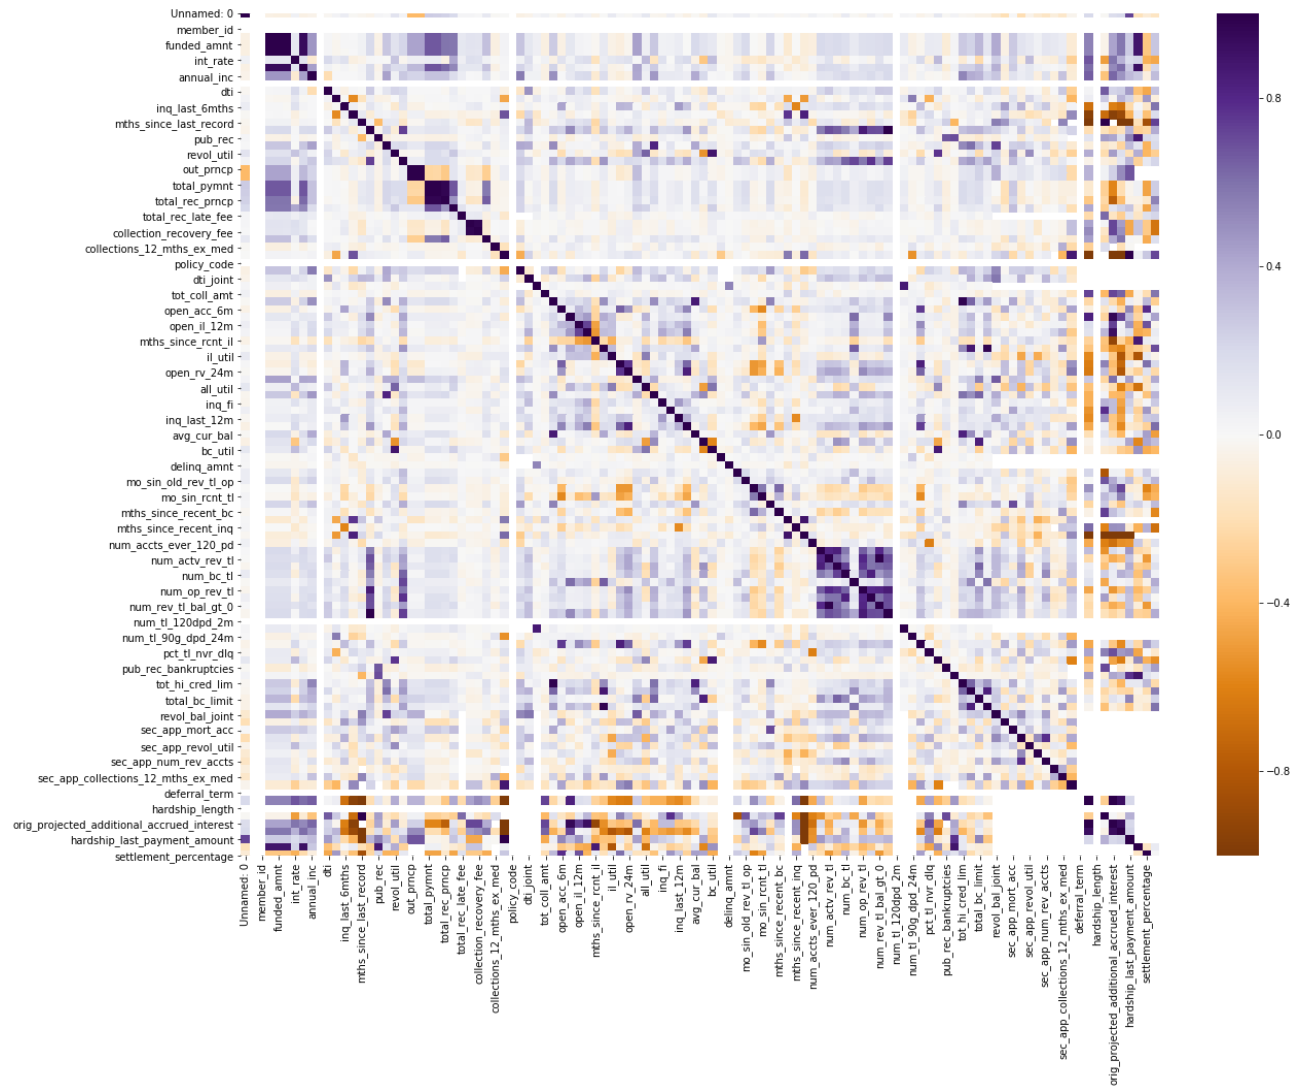 Unnamed: 0
member_id
funded_amnt
int_rate
annual_inc
dti
inq_last_6mths
mths_since_last_record
pub_rec
revol_util
out_prncp
total_pymnt
total_rec_prncp
total_rec_late_fee
collection_recovery_fee
collections_12_mths_ex_med
policy_code
dti_joint
tot_coll_amt
open_acc_6m
open_il_12m
mths_since_rcnt_il
il_util
open_rv_24m
all_util
inq_fi
inq_last_12m
avg_cur_bal
bc_util
delinq_amnt
mo_sin_old_rev_tl_op
mo_sin_rcnt_tl
mths_since_recent_bc
mths_since_recent_inq
num_accts_ever_120_pd
num_actv_rev_tl
num_bc_tl
num_op_rev_tl
num_rev_tl_bal_gt_0
num_tl_120dpd_2m
num_tl_90g_dpd_24m
pct_tl_nvr_dlq
pub_rec_bankruptcies
tot_hi_cred_lim
total_bc_limit
revol_bal_joint
sec_app_mort_acc
sec_app_revol_util
sec_app_num_rev_accts
sec_app_collections_12_mths_ex_med
deferral_term
hardship_length
orig_projected_additional_accrued_interest
hardship_last_payment_amount
settlement_percentage
Unnamed: 0
member_id
funded_amnt
int_rate
annual_inc
dti
inq_last_6mths
mths_since_last_record
pub_rec
revol_util
out_prncp
total_pymnt
total_rec_prncp
total_rec_late_fee
collection_recovery_fee
collections_12_mths_ex_med
policy_code
dti_joint
tot_coll_amt
open_acc_6m
open_il_12m
mths_since_rcnt_il
il_util
open_rv_24m
all_util
inq_fi
inq_last_12m
avg_cur_bal
bc_util
delinq_amnt
mo_sin_old_rev_tl_op
mo_sin_rcnt_tl
mths_since_recent_bc
mths_since_recent_inq
num_accts_ever_120_pd
num_actv_rev_tl
num_bc_tl
num_op_rev_tl
num_rev_tl_bal_gt_0
num_tl_120dpd_2m
num_tl_90g_dpd_24m
pct_tl_nvr_dlq
pub_rec_bankruptcies
tot_hi_cred_lim
total_bc_limit
revol_bal_joint
sec_app_mort_acc
sec_app_revol_util
sec_app_num_rev_accts
sec_app_collections_12_mths_ex_med
deferral_term
hardship_length
orig_projected_additional_accrued_interest
hardship_last_payment_amount
settlement_percentage
0.8
0.4
0.0
−0.4
−0.8